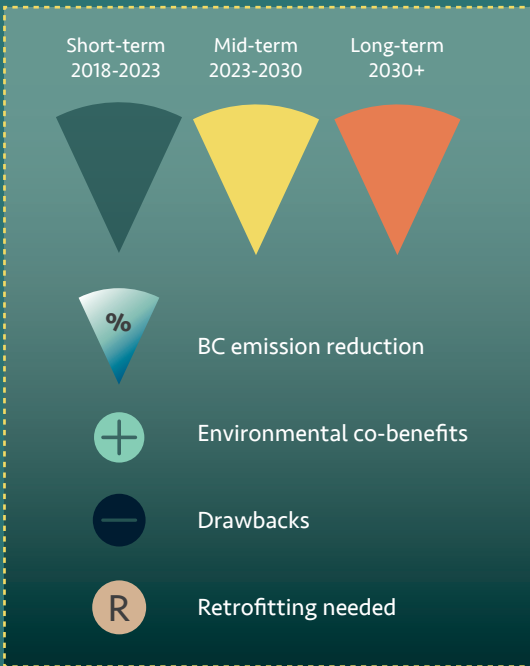 Short-term
2018-2023
Mid-term
2023-2030
Long-term
2030+
%
BC emission reduction
+
Environmental co-benefits
−
Drawbacks
R
Retrofitting needed